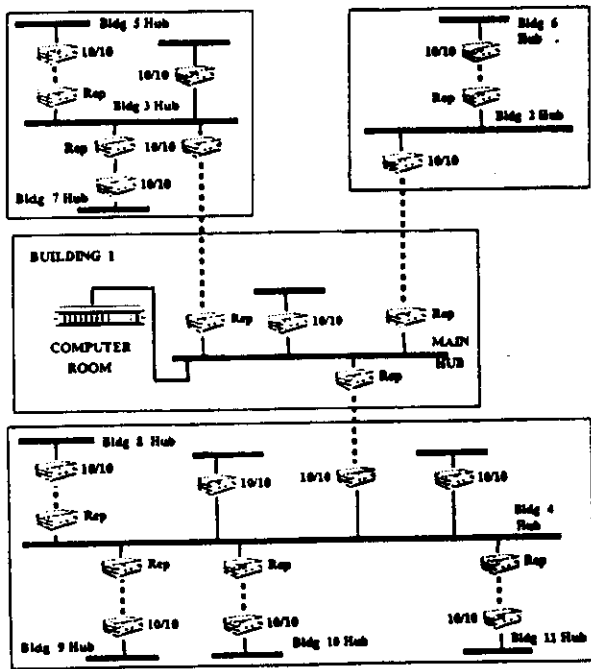 Bldg 5 Hub
10/10
10/10
Rep
Bldg 3 Hub
Rep
10/10
10/10
Bldg 7 Hub
Bldg 6
Hub
10/10
Rep
Bldg 2 Hub
10/10
BUILDING 1
COMPUTER
ROOM
Rep
10/10
Rep
MAIN
HUB
Rep
Bldg 8 Hub
10/10
10/10
10/10
10/10
Rep
Bldg 4
Hub
Rep
Rep
Rep
10/10
10/10
10/10
Bldg 9 Hub
Bldg 10 Hub
Bldg 11 Hub